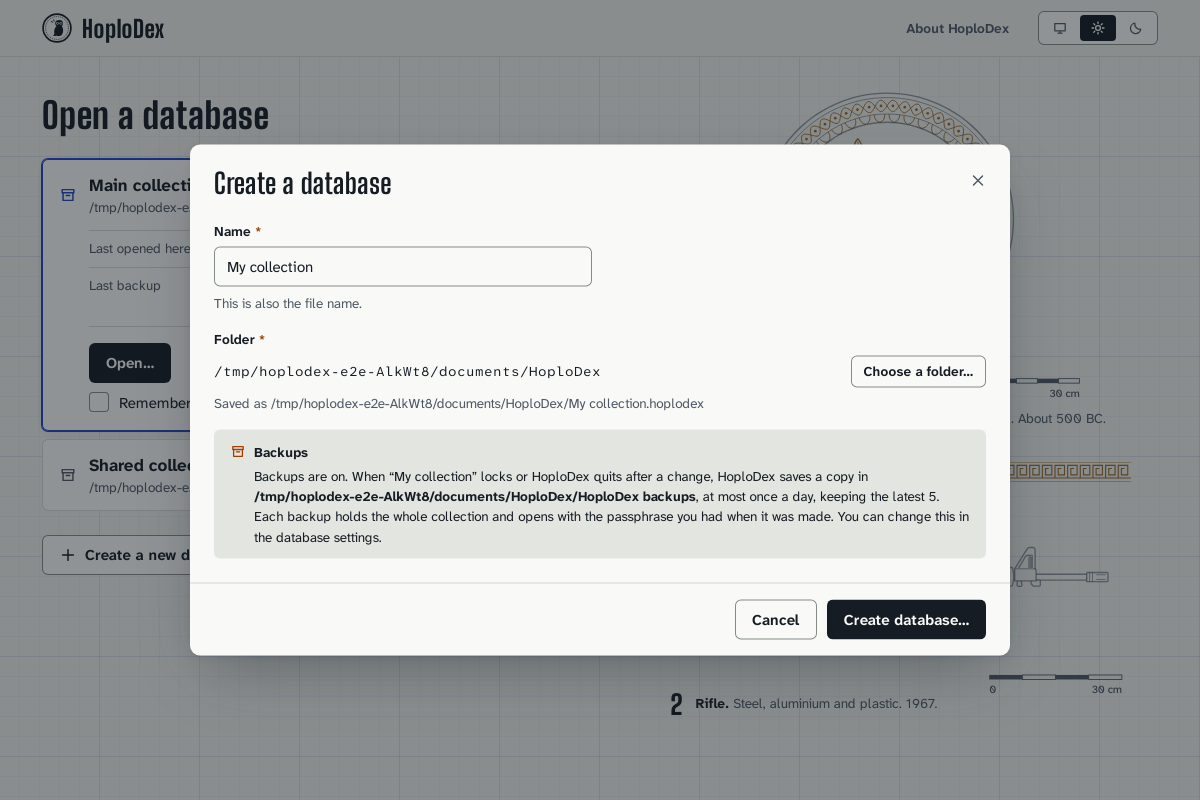 HoploDex
About HoploDex
Open a database
Main collecti
/tmp/hoplodex-e
Last opened here
Last backup
Open…
Remember
Shared collec
/tmp/hoplodex-e
Create a new d
Create a database
Name *
My collection
This is also the file name.
Folder *
/tmp/hoplodex-e2e-AlkWt8/documents/HoploDex
Choose a folder…
Saved as /tmp/hoplodex-e2e-AlkWt8/documents/HoploDex/My collection.hoplodex
Backups
Backups are on. When “My collection” locks or HoploDex quits after a change, HoploDex saves a copy in
/tmp/hoplodex-e2e-AlkWt8/documents/HoploDex/HoploDex backups, at most once a day, keeping the latest 5.
Each backup holds the whole collection and opens with the passphrase you had when it was made. You can change this in
the database settings.
Cancel
Create database…
30 cm
. About 500 BC.
0 30 cm
2 Rifle. Steel, aluminium and plastic. 1967.